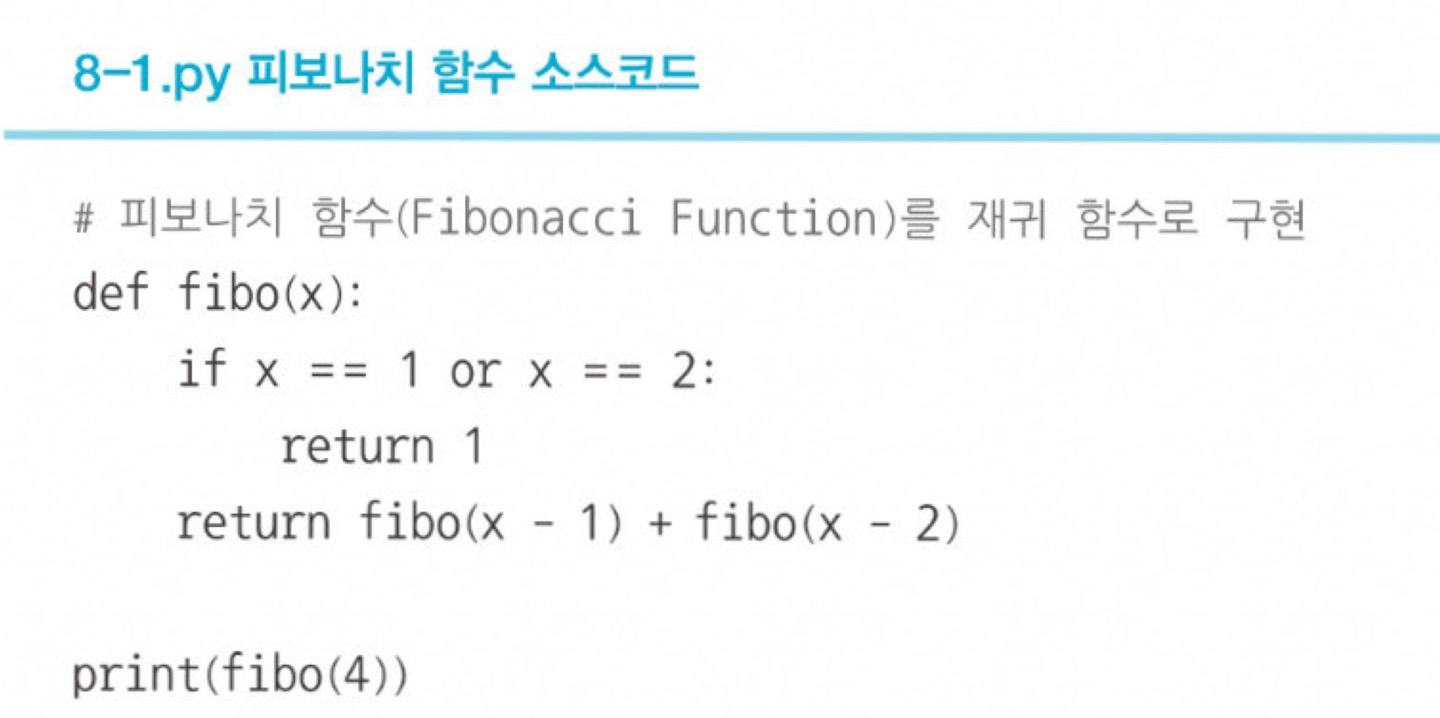 8-1.py 피보나치 함수 소스코드
# 피보나치 함수(Fibonacci Function)를 재귀 함수로 구현
def fibo(x):
    if x == 1 or x == 2:
        return 1
    return fibo(x - 1) + fibo(x - 2)
print(fibo(4))